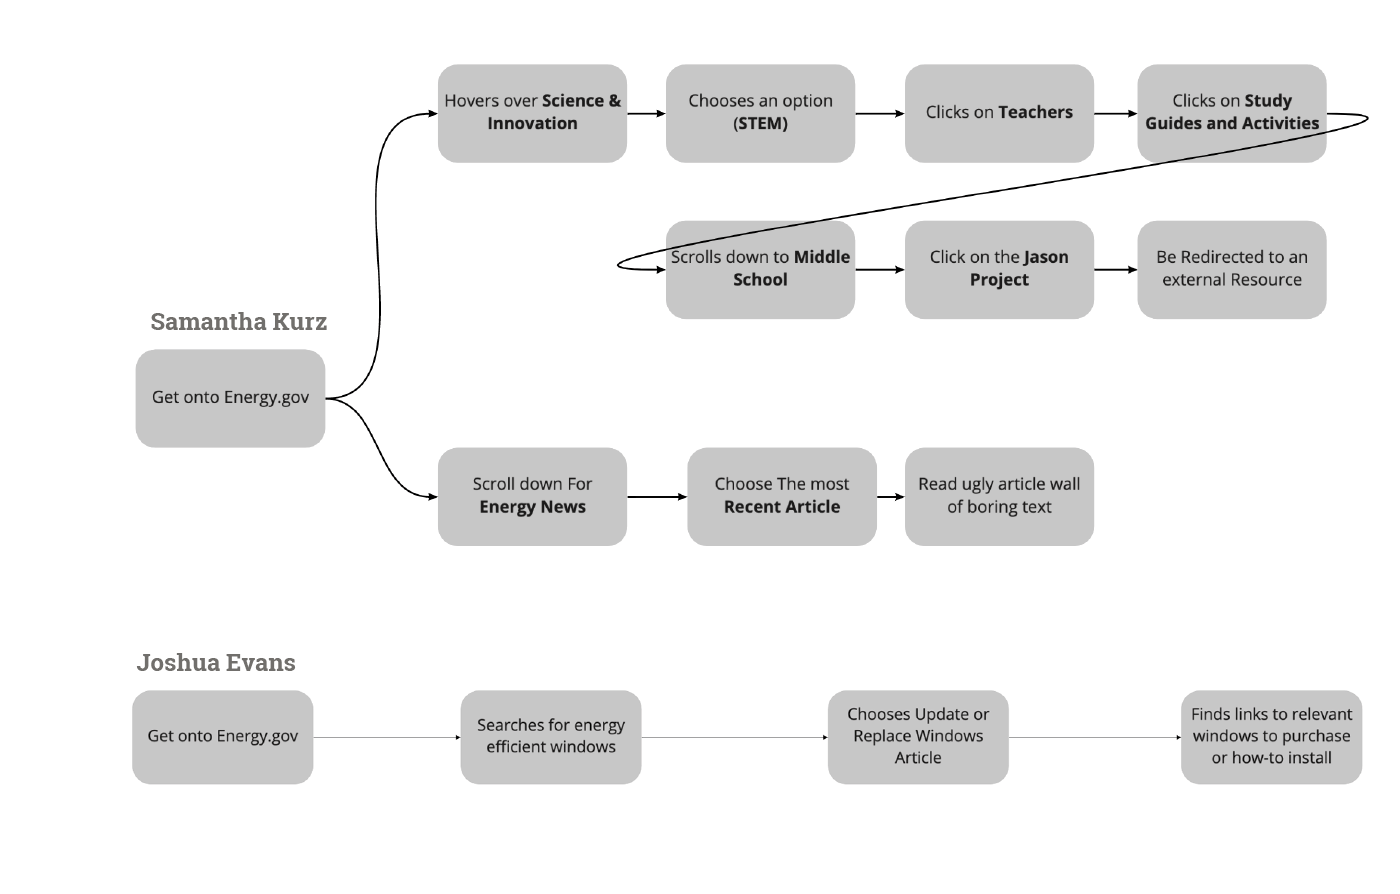 Hovers over Science &
Innovation
Chooses an option
(STEM)
Clicks on Teachers
Clicks on Study
Guides and Activities
Scrolls down to Middle
School
Click on the Jason
Project
Be Redirected to an
external Resource
Samantha Kurz
Get onto Energy.gov
Scroll down For
Energy News
Choose The most
Recent Article
Read ugly article wall
of boring text
Joshua Evans
Get onto Energy.gov
Searches for energy
efficient windows
Chooses Update or
Replace Windows
Article
Finds links to relevant
windows to purchase
or how-to install